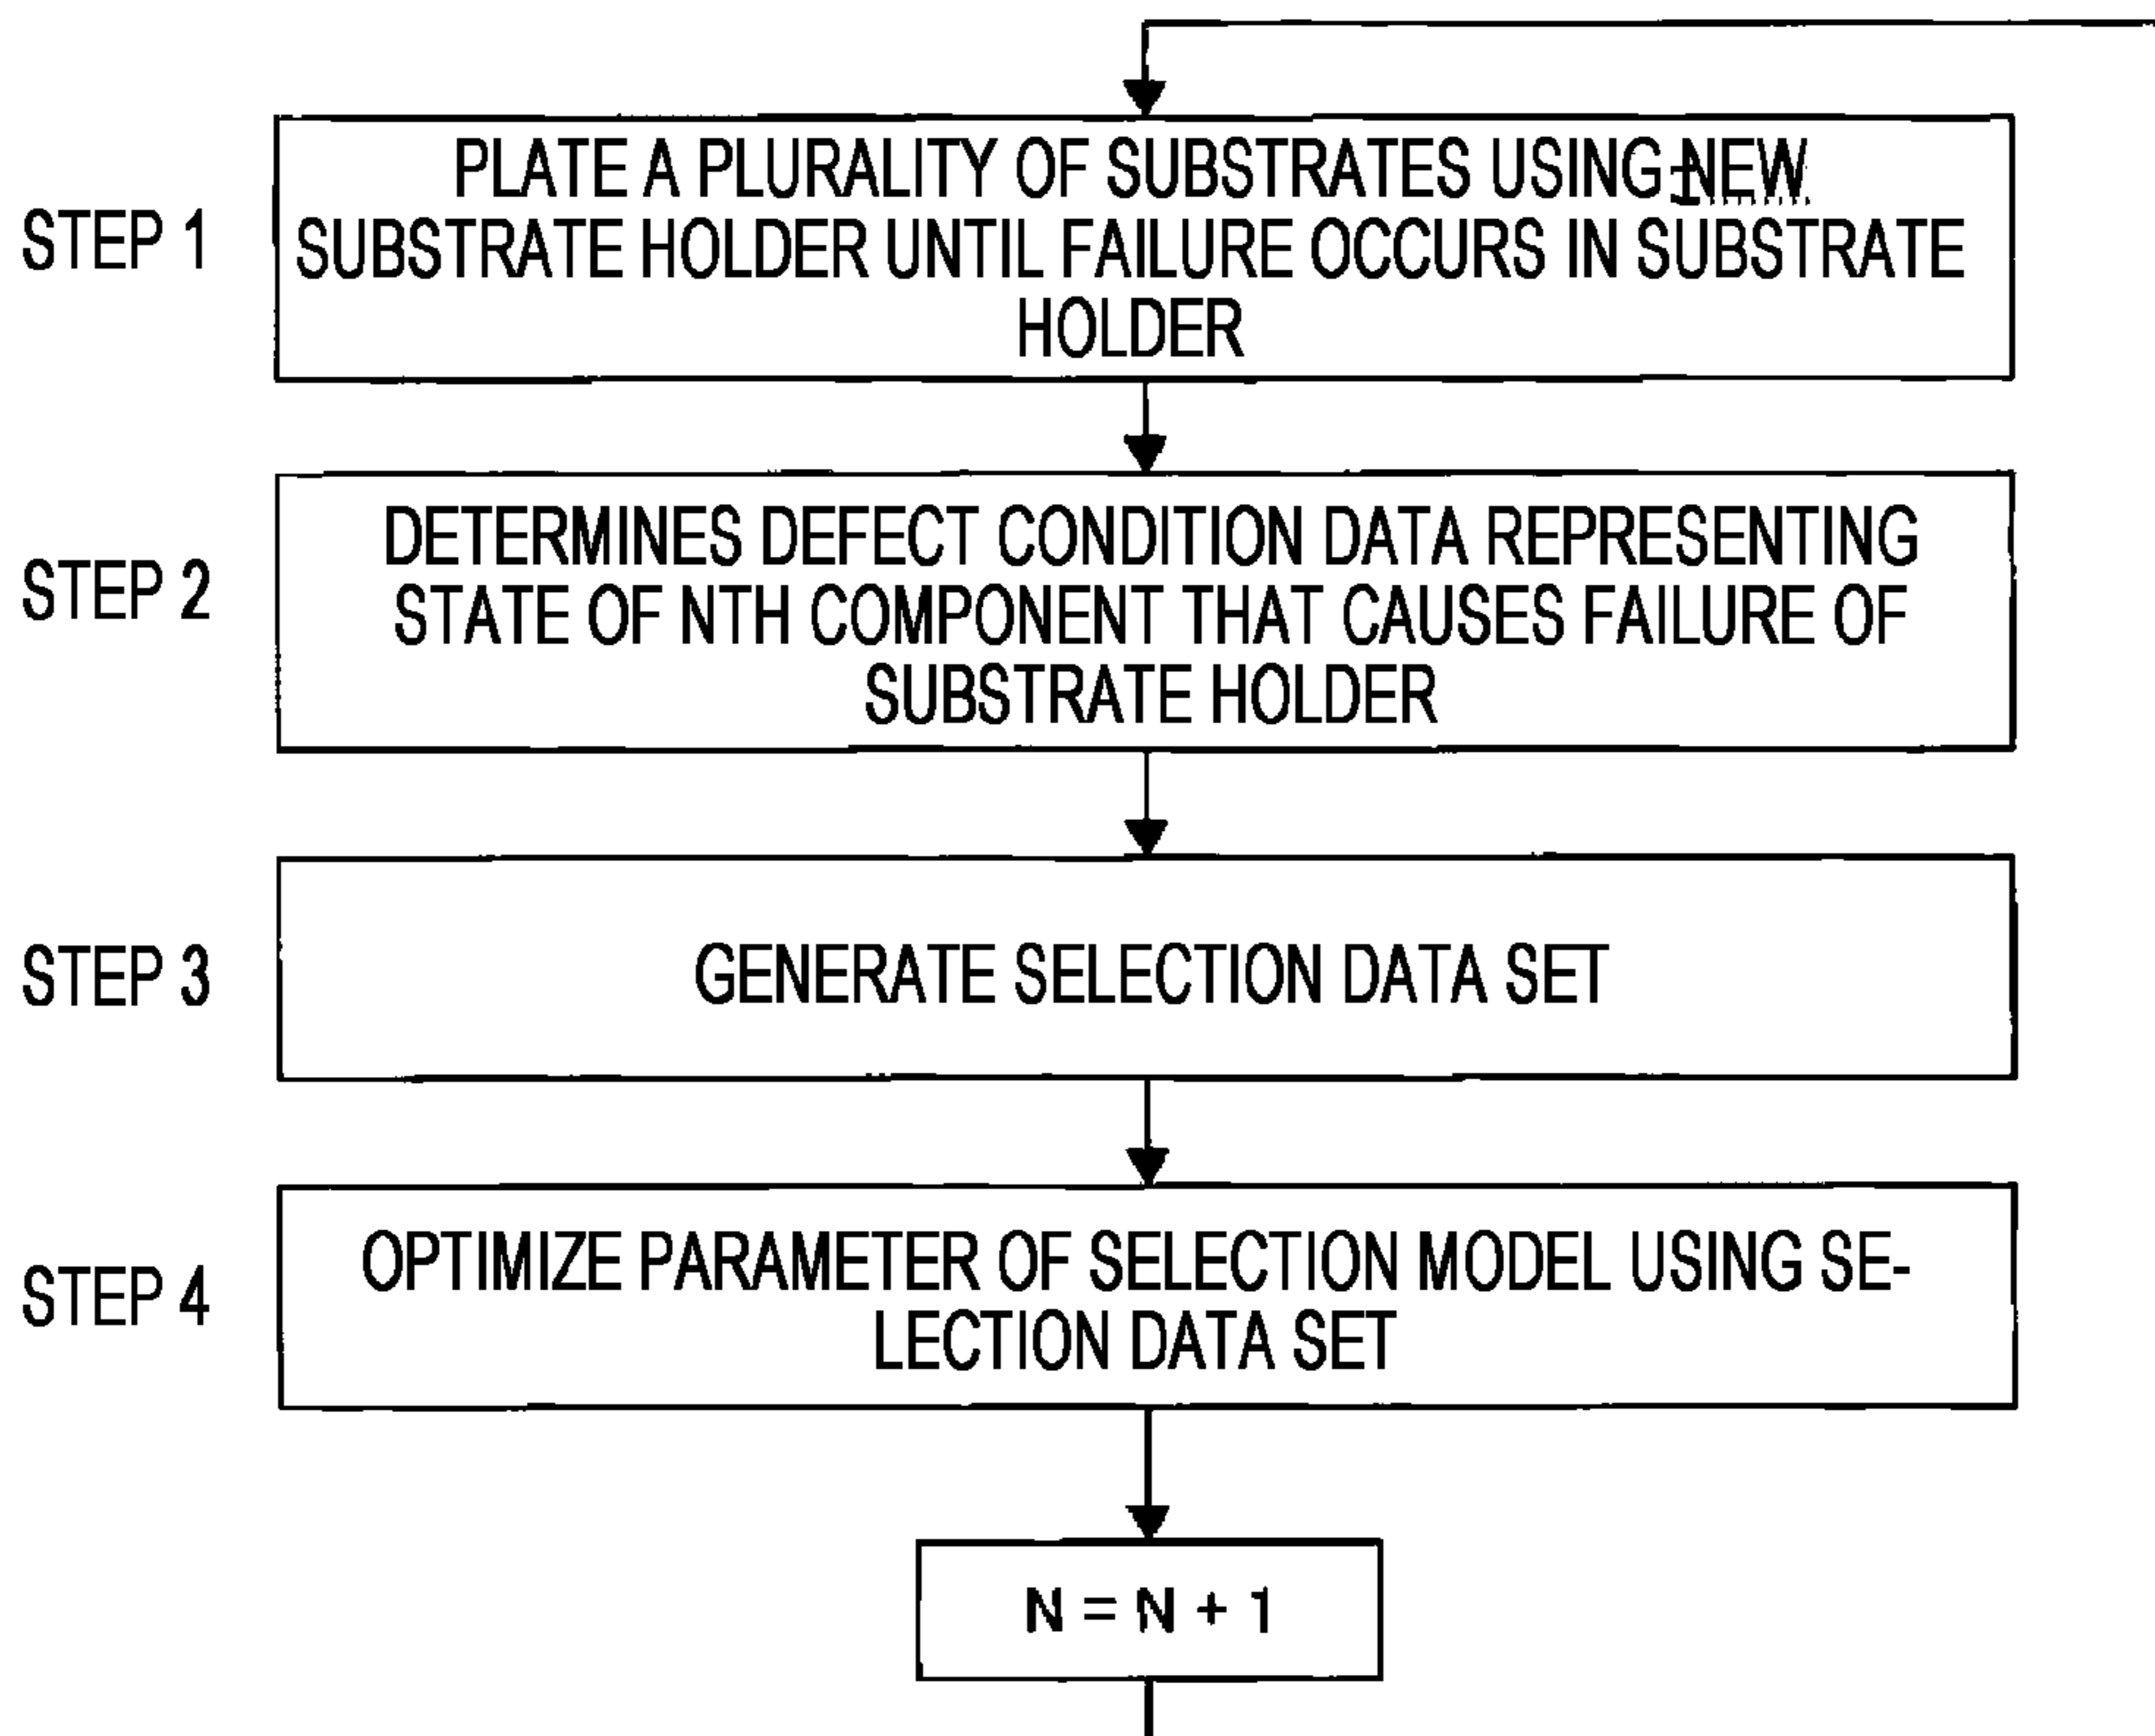 PLATE A PLURALITY OF SUBSTRATES USING NEW
STEP 1
SUBSTRATE HOLDER UNTIL FAILURE OCCURS IN SUBSTRATE
HOLDER
DETERMINES DEFECT CONDITION DATA REPRESENTING
STEP 2
STATE OF NTH COMPONENT THAT CAUSES FAILURE OF
SUBSTRATE HOLDER
STEP 3
GENERATE SELECTION DATA SET
OPTIMIZE PARAMETER OF SELECTION MODEL USING SE-
STEP 4
LECTION DATA SET
N = N + 1